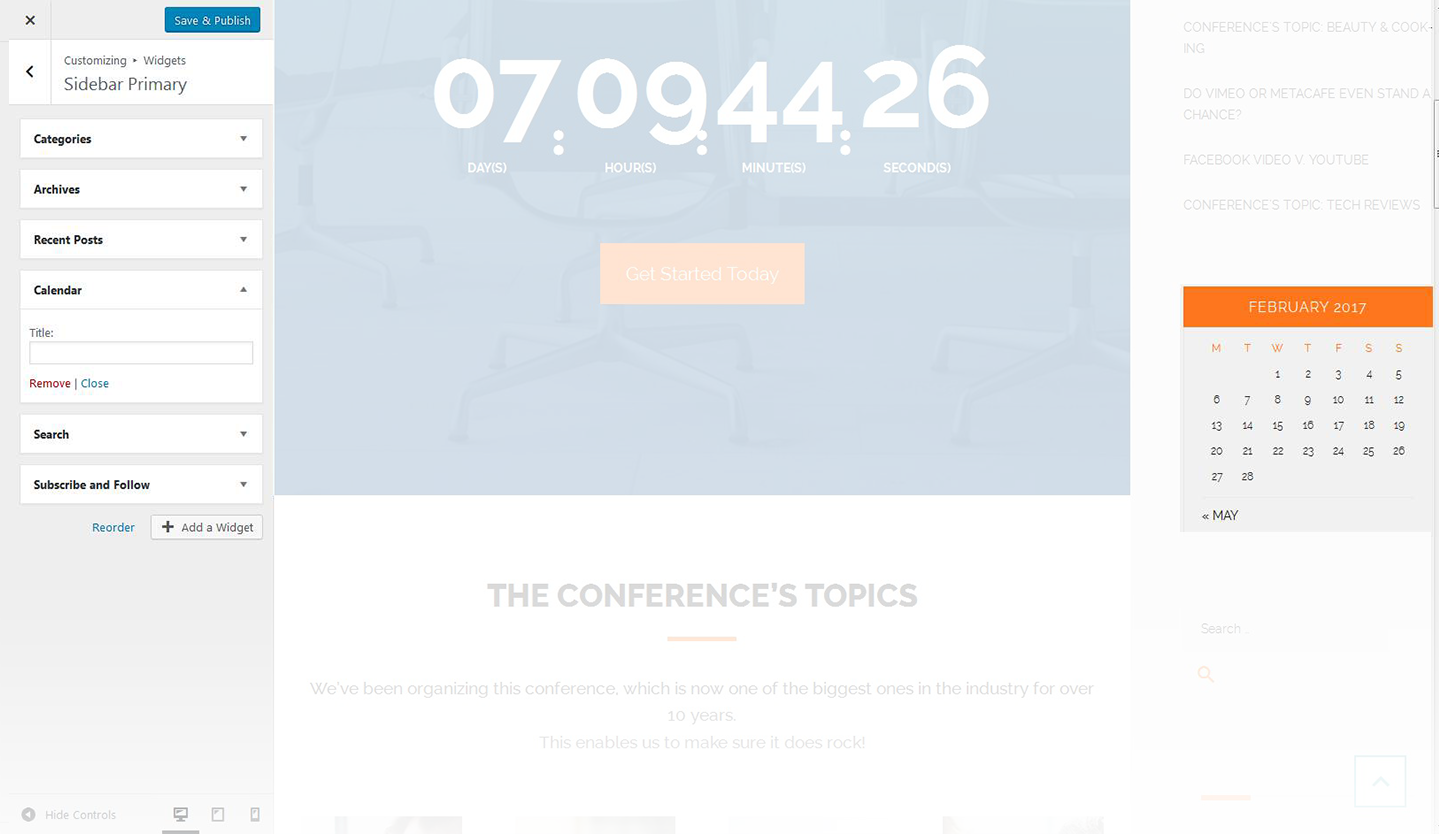 Save & Publish
Customizing ▸ Widgets
Sidebar Primary
Categories
Archives
Recent Posts
Calendar
Title:
Remove | Close
Search
Subscribe and Follow
Reorder
Add a Widget
Hide Controls
07:09:44:26
DAY(S) HOUR(S) MINUTE(S) SECOND(S)
Get Started Today
THE CONFERENCE'S TOPICS
We've been organizing this conference, which is now one of the biggest ones in the industry for over
10 years.
This enables us to make sure it does rock!
CONFERENCE'S TOPIC: BEAUTY & COOK-
ING
DO VIMEO OR METACAFE EVEN STAND A
CHANCE?
FACEBOOK VIDEO V. YOUTUBE
CONFERENCE'S TOPIC: TECH REVIEWS
FEBRUARY 2017
M T W T F S S
1 2 3 4 5
6 7 8 9 10 11 12
13 14 15 16 17 18 19
20 21 22 23 24 25 26
27 28
« MAY
Search ...